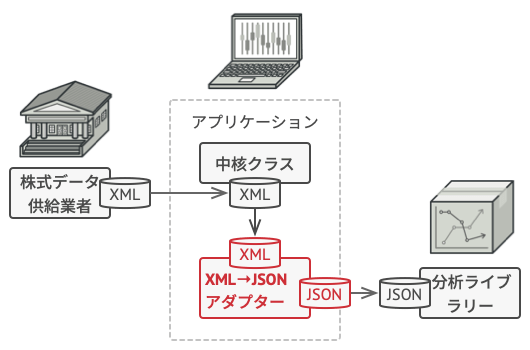 アプリケーション
株式データ
供給業者
XML
中核クラス
XML
XML
XML→JSON
アダプター
JSON
JSON
分析ライブ
ラリー